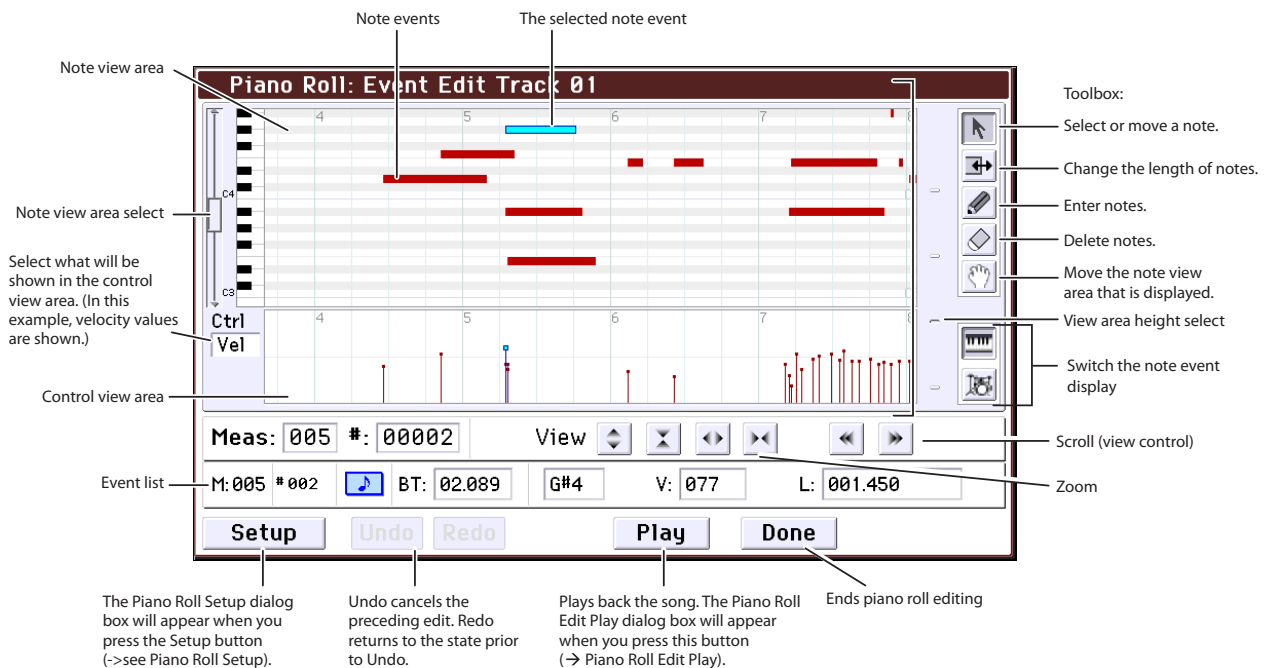 Note events
The selected note event
Note view area
Piano Roll: Event Edit Track 01
Toolbox:
4 5 6 7 8
Select or move a note.
Change the length of notes.
C4
Note view area select
Enter notes.
Delete notes.
Select what will be
shown in the control
view area. (In this
example, velocity values
are shown.)
Move the note view
area that is displayed.
C3
Ctrl
Vel
4 5 6 7 8
View area height select
Switch the note event
display
Control view area
Meas: 005 #: 00002 View
Scroll (view control)
Event list
M: 005 #002 BT: 02.089 G#4 V: 077 L: 001.450
Zoom
Setup Undo Redo Play Done
The Piano Roll Setup dialog
box will appear when you
press the Setup button
(->see Piano Roll Setup).
Undo cancels the
preceding edit. Redo
returns to the state prior
to Undo.
Plays back the song. The Piano Roll
Edit Play dialog box will appear
when you press this button
(→ Piano Roll Edit Play).
Ends piano roll editing